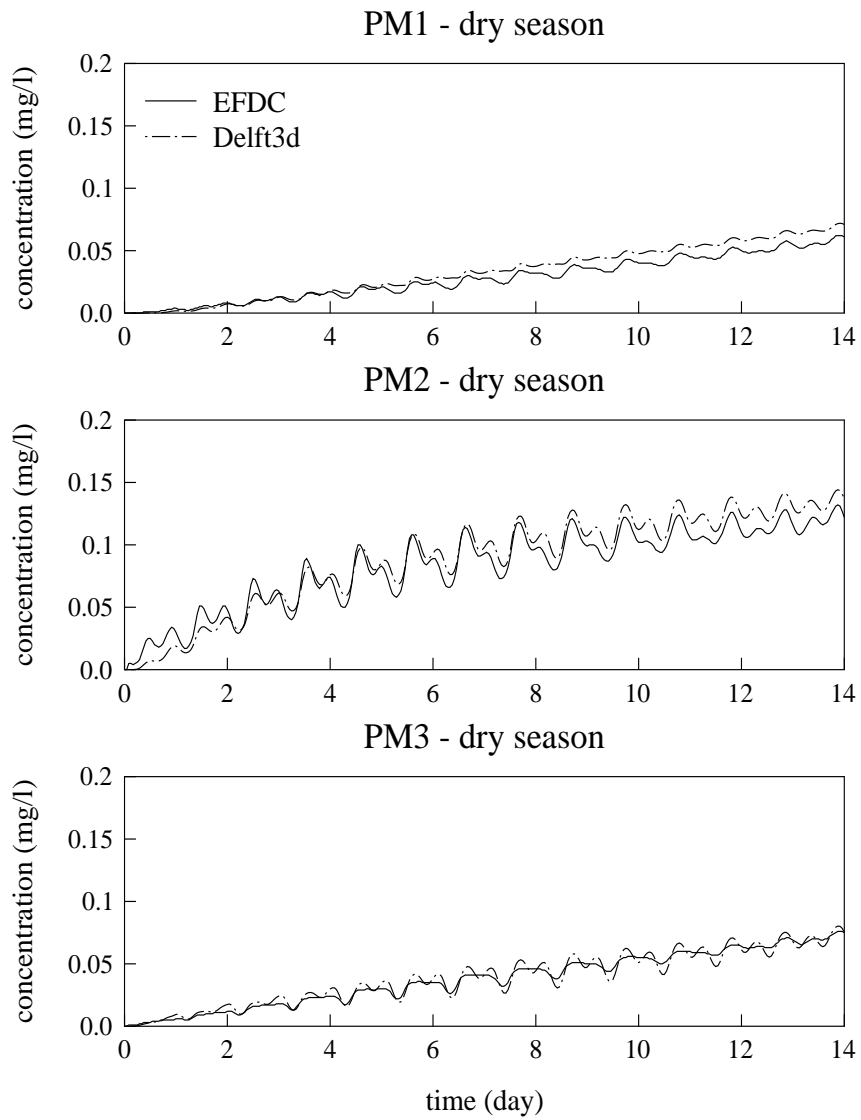 PM1 - dry season
concentration (mg/l)
0.2
0.1
0.05
0.0
EFDC
Delft3d
0 2 4 6 8 10 12 14
PM2 - dry season
concentration (mg/l)
0.2
0.15
0.1
0.05
0.0
0 2 4 6 8 10 12 14
PM3 - dry season
concentration (mg/l)
0.2
0.15
0.1
0.05
0.0
0 2 4 6 8 10 12 14
time (day)